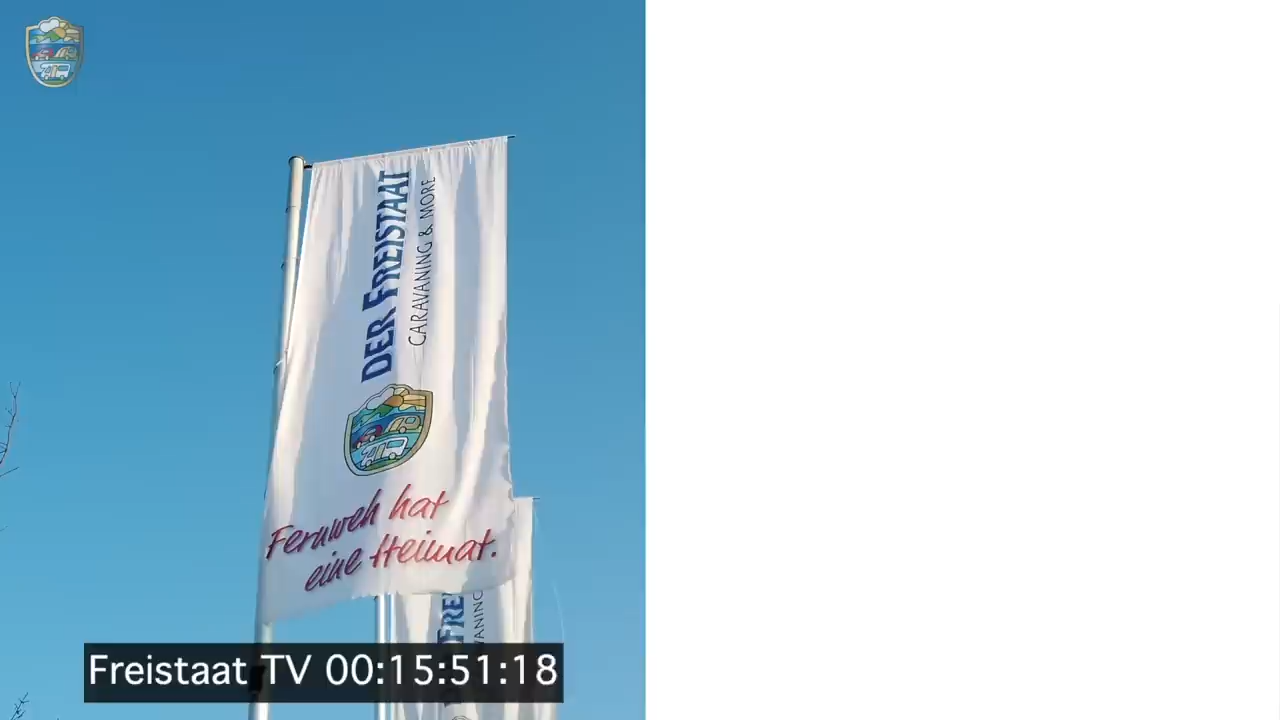 DER FREISTAAT
CARAVANING & MORE
Fernweh hat
eine Heimat.
Freistaat TV 00:15:51:18